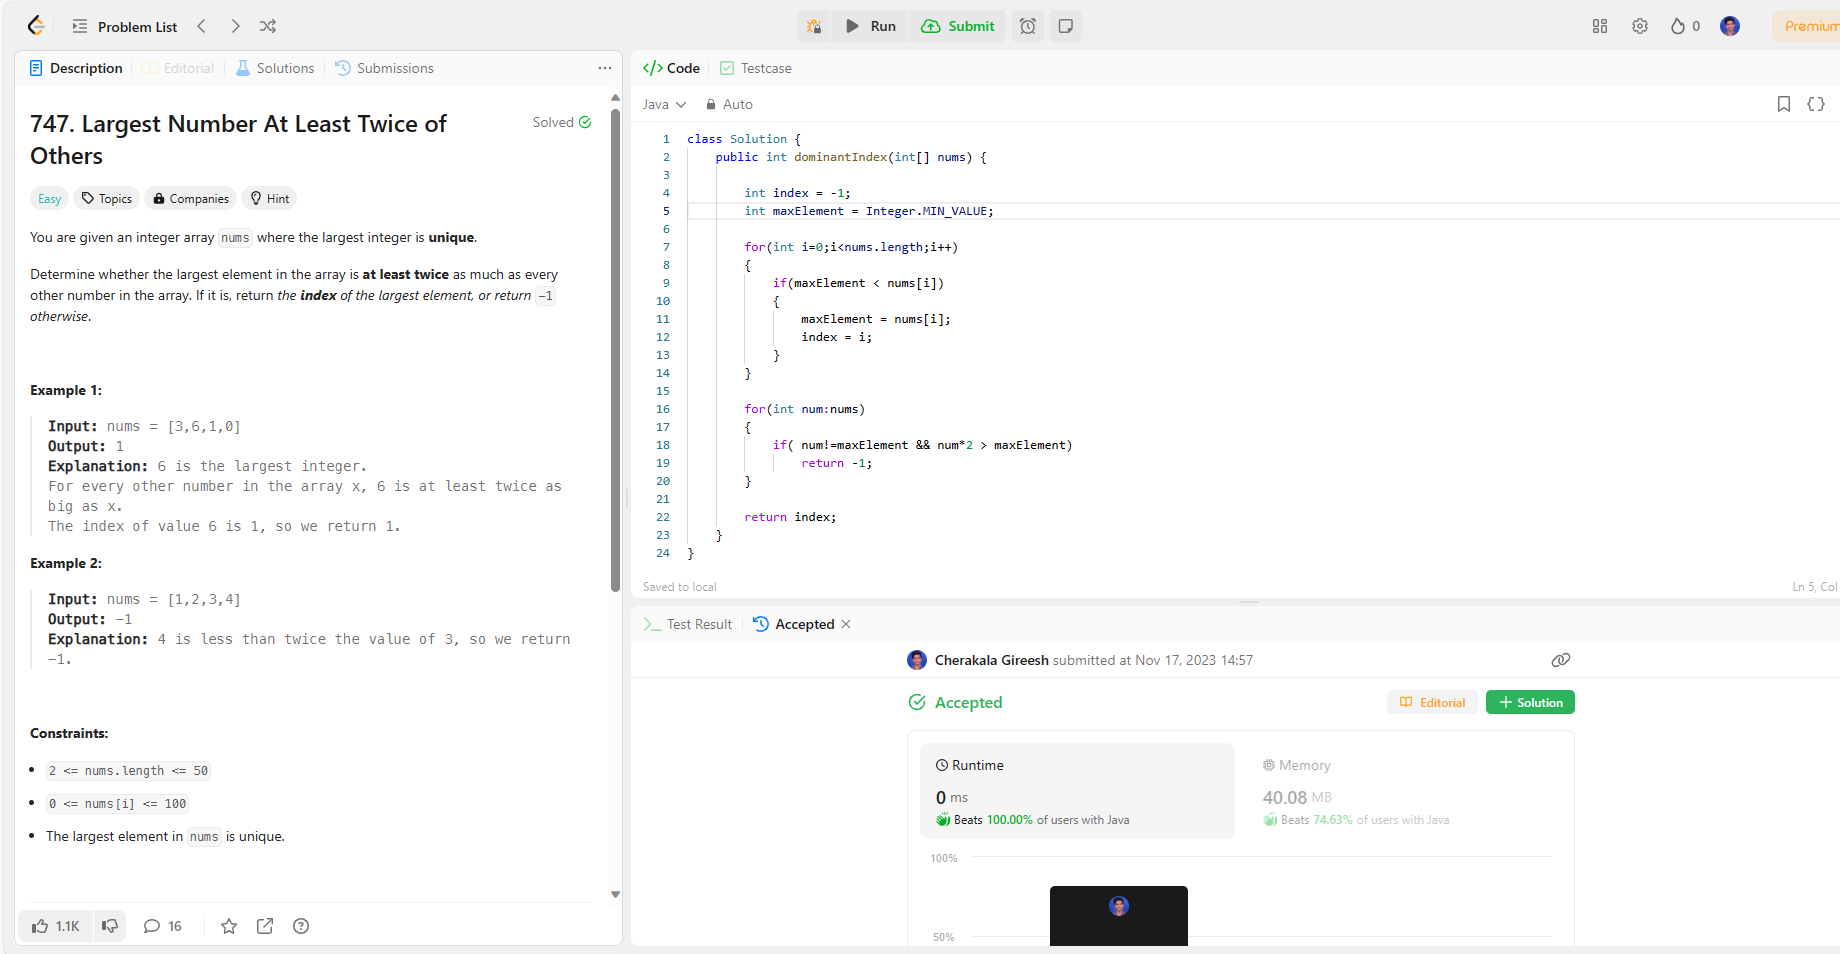 Problem List
Run
Submit
0
Premium
Description
Editorial
Solutions
Submissions
747. Largest Number At Least Twice of
Others
Solved
Easy
Topics
Companies
Hint
You are given an integer array nums where the largest integer is unique.
Determine whether the largest element in the array is at least twice as much as every
other number in the array. If it is, return the index of the largest element, or return -1
otherwise.
Example 1:
Input: nums = [3,6,1,0]
Output: 1
Explanation: 6 is the largest integer.
For every other number in the array x, 6 is at least twice as
big as x.
The index of value 6 is 1, so we return 1.
Example 2:
Input: nums = [1,2,3,4]
Output: -1
Explanation: 4 is less than twice the value of 3, so we return
-1.
Constraints:
• 2 <= nums.length <= 50
• 0 <= nums[i] <= 100
• The largest element in nums is unique.
1.1K
16
</> Code
Testcase
Java
Auto
1 class Solution {
2 public int dominantIndex(int[] nums) {
3
4 int index = -1;
5 int maxElement = Integer.MIN_VALUE;
6
7 for(int i=0;i<nums.length;i++)
8 {
9 if(maxElement < nums[i])
10 {
11 maxElement = nums[i];
12 index = i;
13 }
14 }
15
16 for(int num:nums)
17 {
18 if( num!=maxElement && num*2 > maxElement)
19 return -1;
20 }
21
22 return index;
23 }
24 }
Saved to local
Ln 5, Col
Test Result
Accepted
Cherakala Gireesh submitted at Nov 17, 2023 14:57
Accepted
Editorial
Solution
Runtime
0 ms
Beats 100.00% of users with Java
Memory
40.08 MB
Beats 74.63% of users with Java
100%
50%